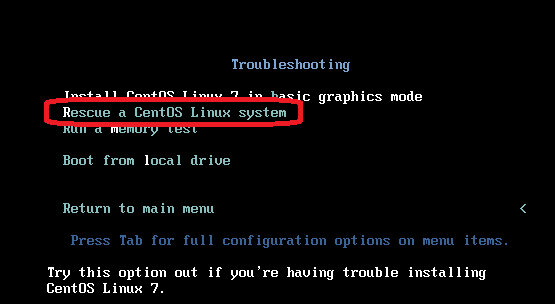 Troubleshooting
Install CentOS Linux 7 in basic graphics mode
Rescue a CentOS Linux system
Run a memory test
Boot from local drive
Return to main menu <
Press Tab for full configuration options on menu items.
Try this option out if you're having trouble installing
CentOS Linux 7.